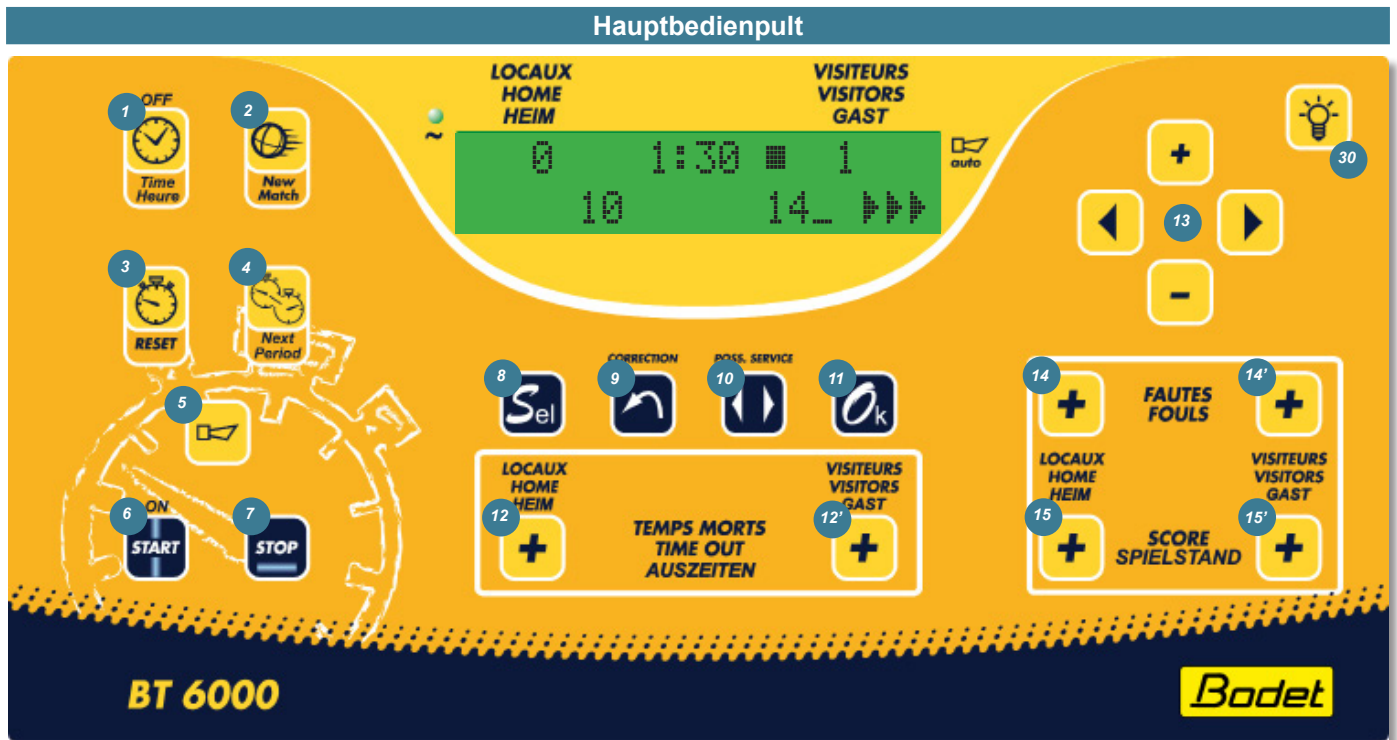 Hauptbedienpult
OFF
1
Time
Heure
2
New
Match
LOCAUX
HOME
HEIM
~
VISITEURS
VISITORS
GAST
0 1:30 ■ 1
10 14_ ▶▶▶
auto
30
+
13
-
3
RESET
4
Next
Period
5
6
ON
START
7
STOP
8
Sel
CORRECTION
9
POSS. SERVICE
10
11
Ok
LOCAUX
HOME
HEIM
12
+
TEMPS MORTS
TIME OUT
AUSZEITEN
VISITEURS
VISITORS
GAST
12'
+
14
+
FAUTES
FOULS
14'
+
LOCAUX
HOME
HEIM
VISITEURS
VISITORS
GAST
15
+
SCORE
SPIELSTAND
15'
+
BT 6000
Bodet